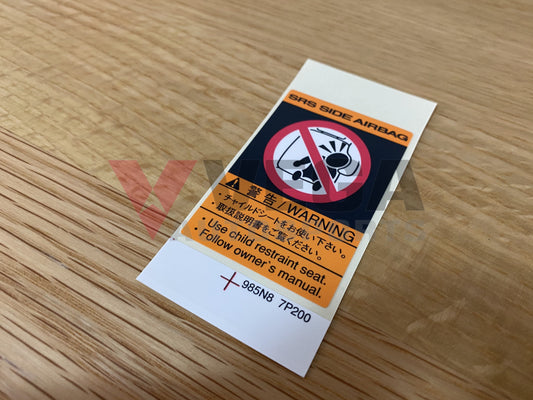 SRS SIDE AIRBAG
警告/WARNING
・チャイルドシートをお使い下さい。
・取扱説明書をご覧ください。
・Use child restraint seat.
・Follow owner's manual.
985N8 7P200